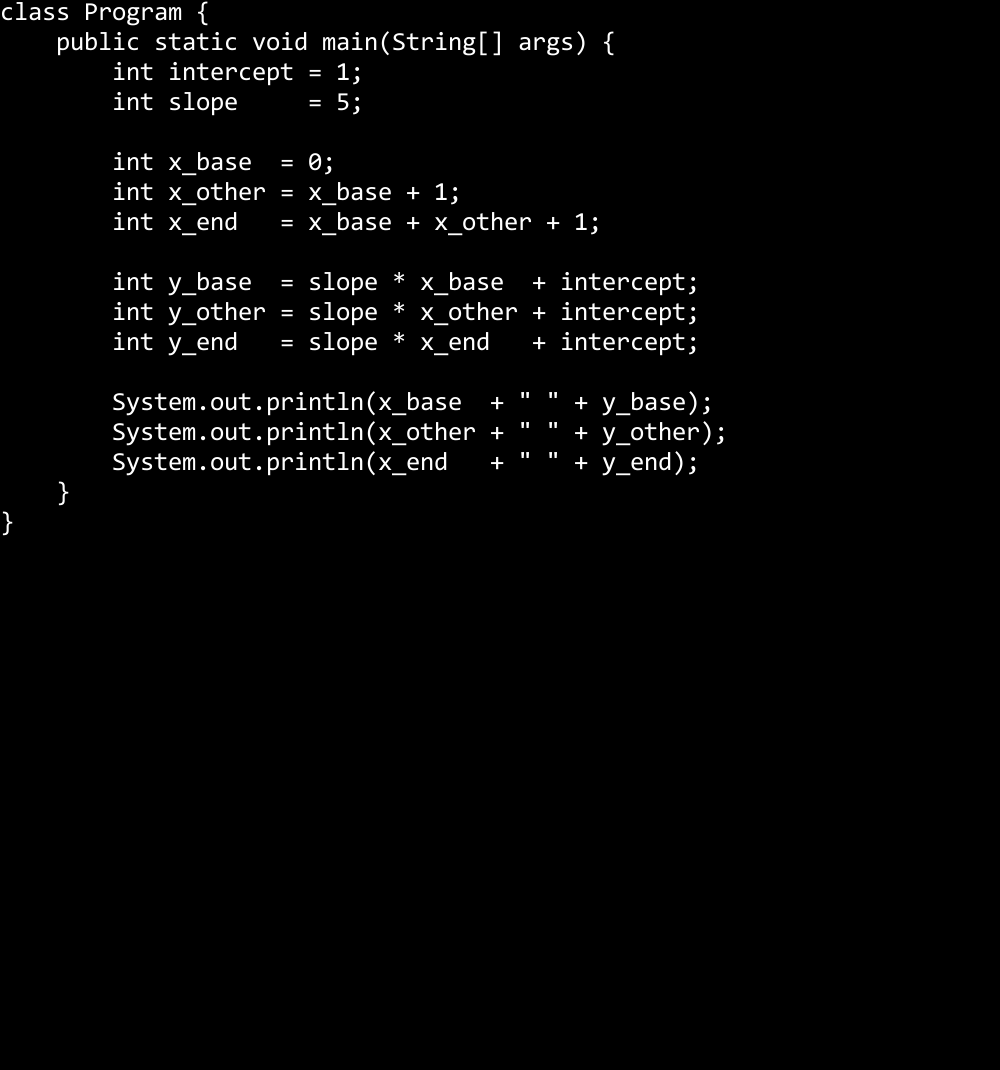 class Program {
    public static void main(String[] args) {
        int intercept = 1;
        int slope     = 5;

        int x_base  = 0;
        int x_other = x_base + 1;
        int x_end   = x_base + x_other + 1;

        int y_base  = slope * x_base  + intercept;
        int y_other = slope * x_other + intercept;
        int y_end   = slope * x_end   + intercept;

        System.out.println(x_base  + " " + y_base);
        System.out.println(x_other + " " + y_other);
        System.out.println(x_end   + " " + y_end);
    }
}